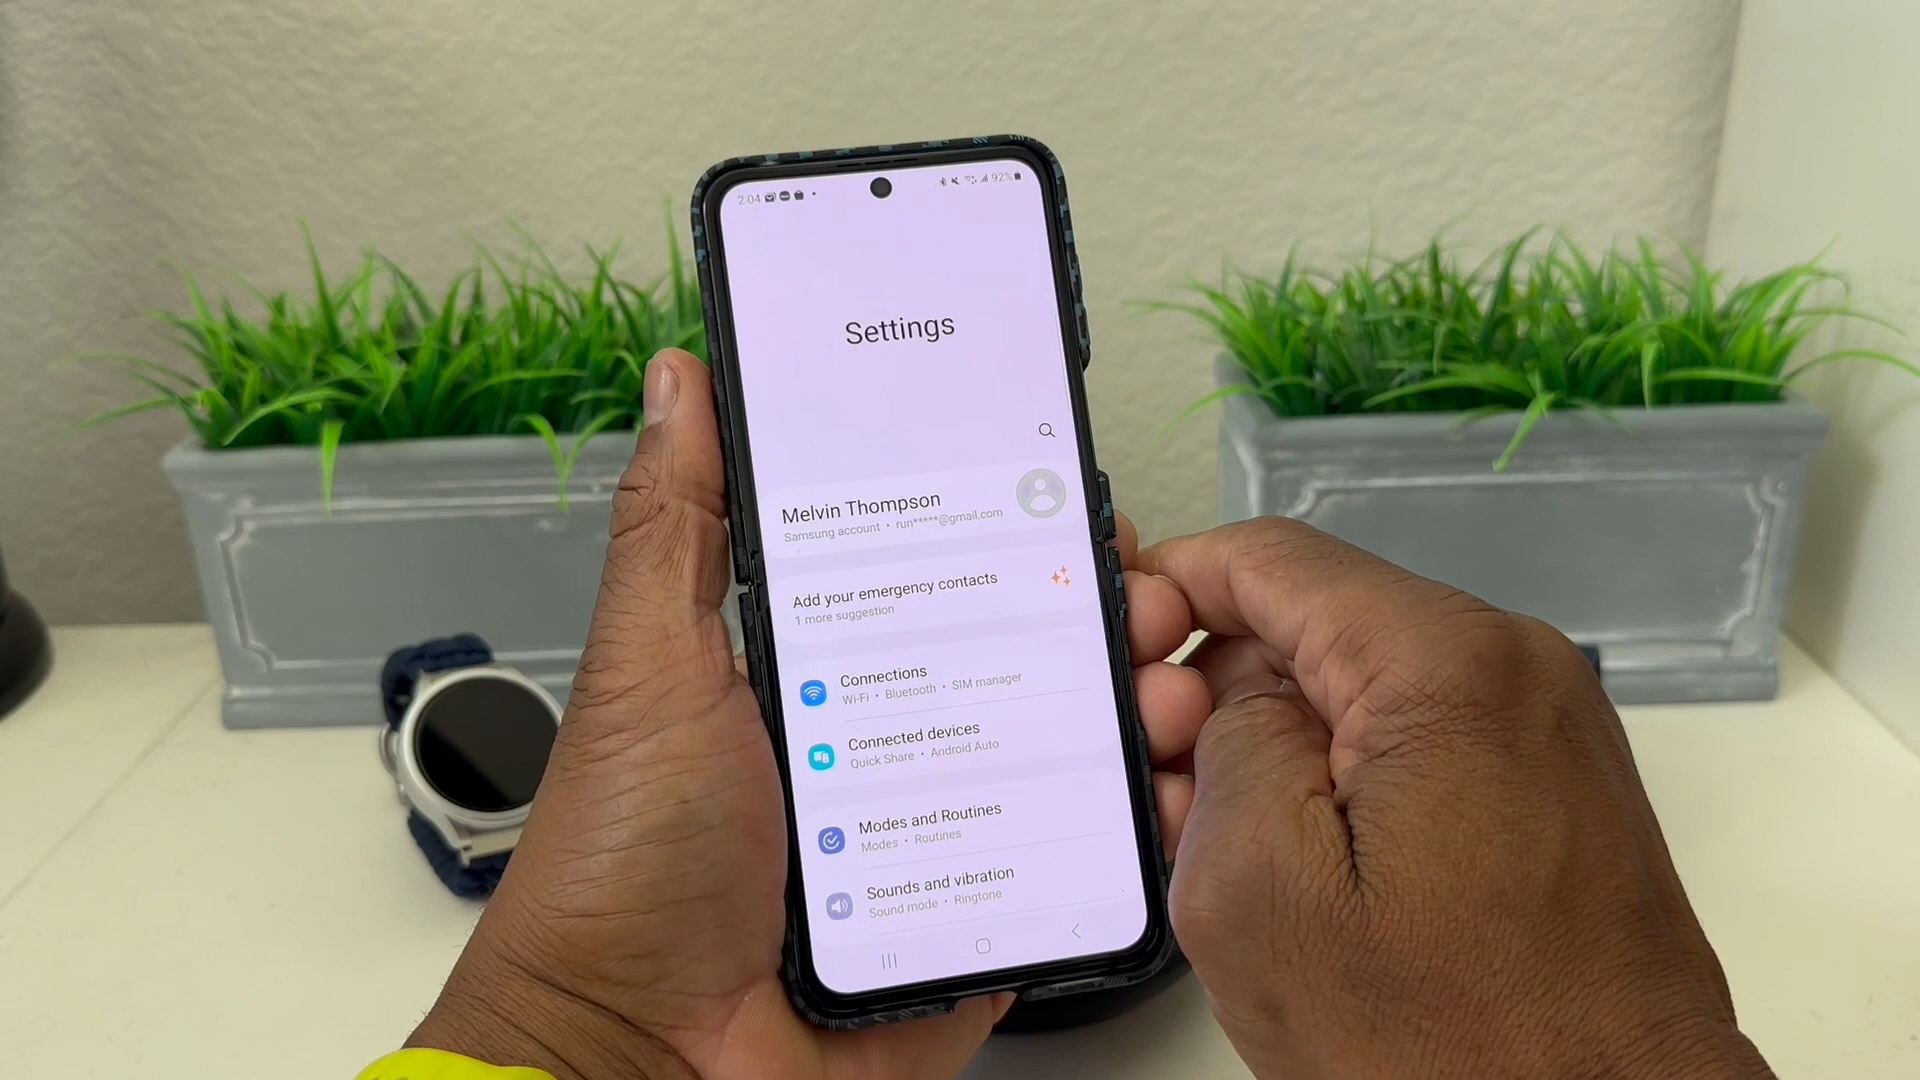 2:04
92%
Settings
Melvin Thompson
Samsung account • run*****@gmail.com
Add your emergency contacts
1 more suggestion
Connections
Wi-Fi • Bluetooth • SIM manager
Connected devices
Quick Share • Android Auto
Modes and Routines
Modes • Routines
Sounds and vibration
Sound mode • Ringtone